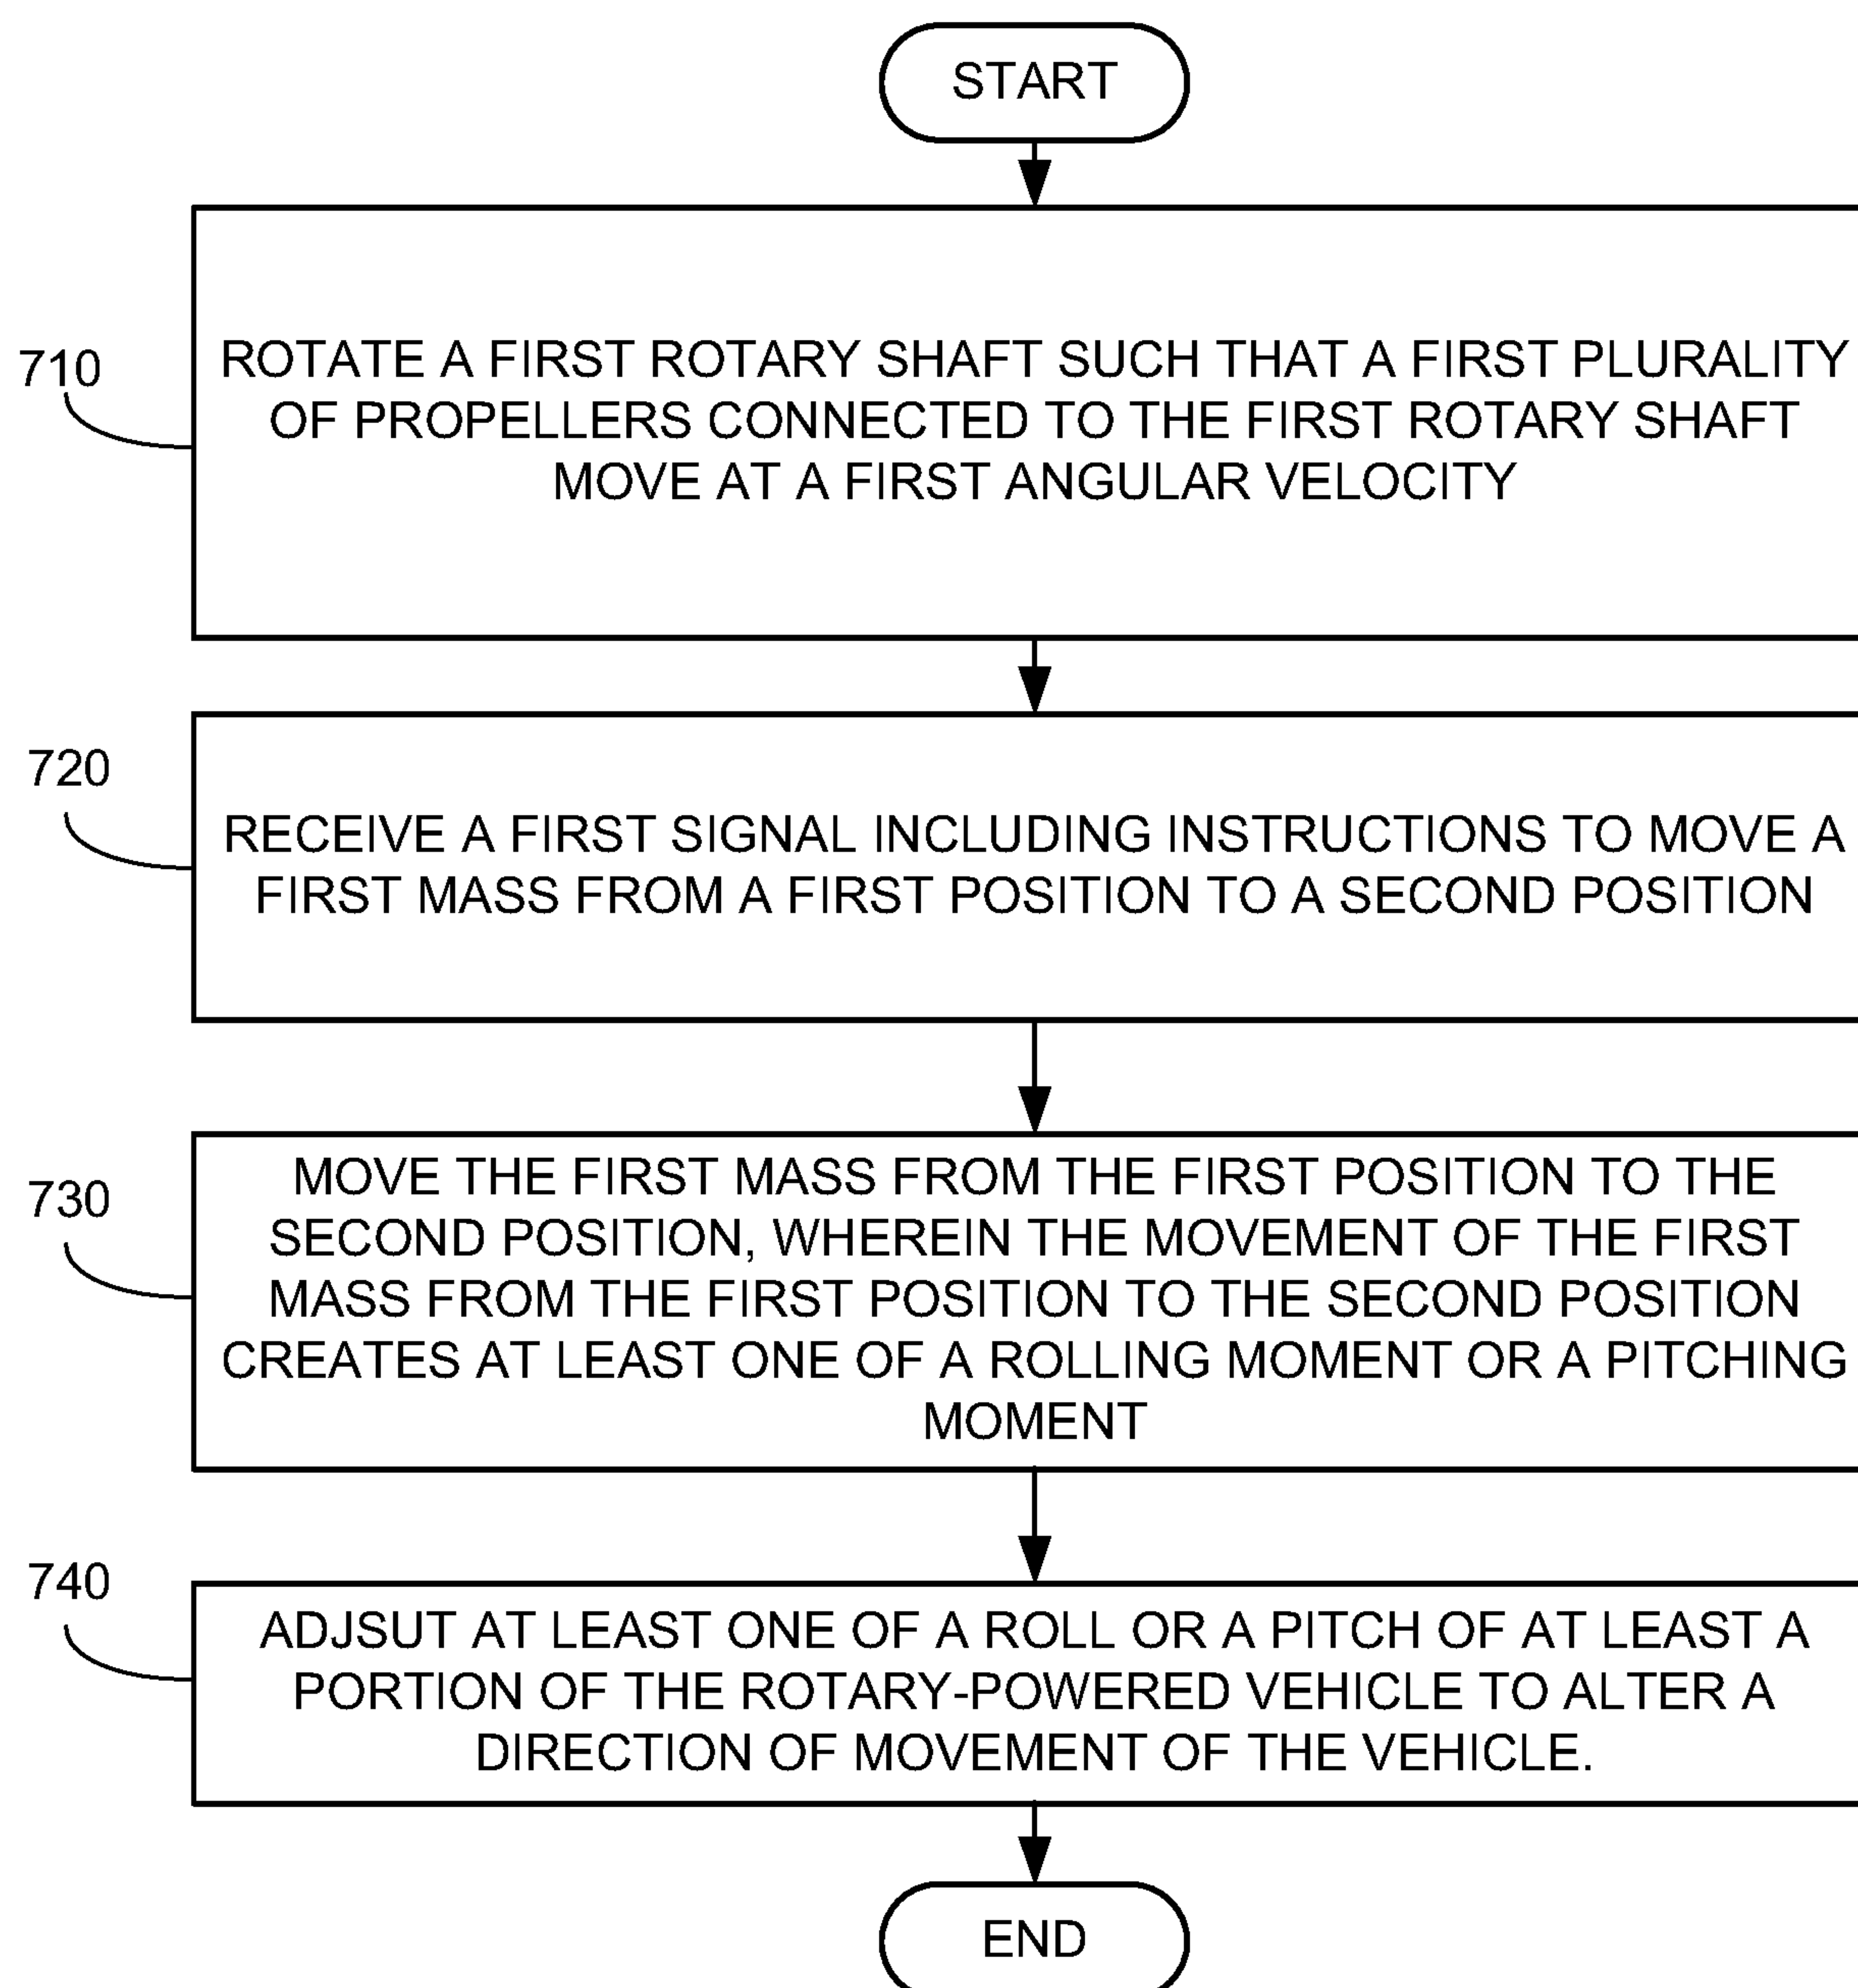 START
710
ROTATE A FIRST ROTARY SHAFT SUCH THAT A FIRST PLURALITY
OF PROPELLERS CONNECTED TO THE FIRST ROTARY SHAFT
MOVE AT A FIRST ANGULAR VELOCITY
720
RECEIVE A FIRST SIGNAL INCLUDING INSTRUCTIONS TO MOVE A
FIRST MASS FROM A FIRST POSITION TO A SECOND POSITION
730
MOVE THE FIRST MASS FROM THE FIRST POSITION TO THE
SECOND POSITION, WHEREIN THE MOVEMENT OF THE FIRST
MASS FROM THE FIRST POSITION TO THE SECOND POSITION
CREATES AT LEAST ONE OF A ROLLING MOMENT OR A PITCHING
MOMENT
740
ADJSUT AT LEAST ONE OF A ROLL OR A PITCH OF AT LEAST A
PORTION OF THE ROTARY-POWERED VEHICLE TO ALTER A
DIRECTION OF MOVEMENT OF THE VEHICLE.
END